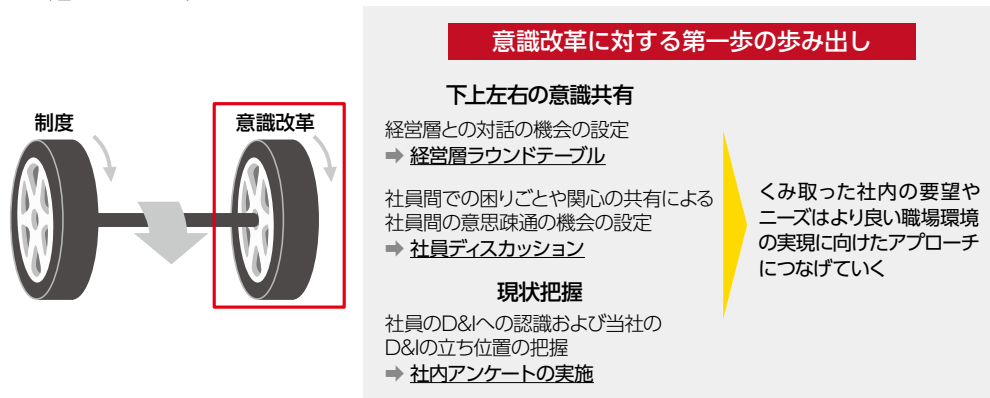 制度
意識改革
意識改革に対する第一歩の歩み出し
下上左右の意識共有
経営層との対話の機会の設定
➡ 経営層ラウンドテーブル
社員間での困りごとや関心の共有による
社員間の意思疎通の機会の設定
➡ 社員ディスカッション
現状把握
社員のD&Iへの認識および当社の
D&Iの立ち位置の把握
➡ 社内アンケートの実施
くみ取った社内の要望や
ニーズはより良い職場環境
の実現に向けたアプローチ
につなげていく